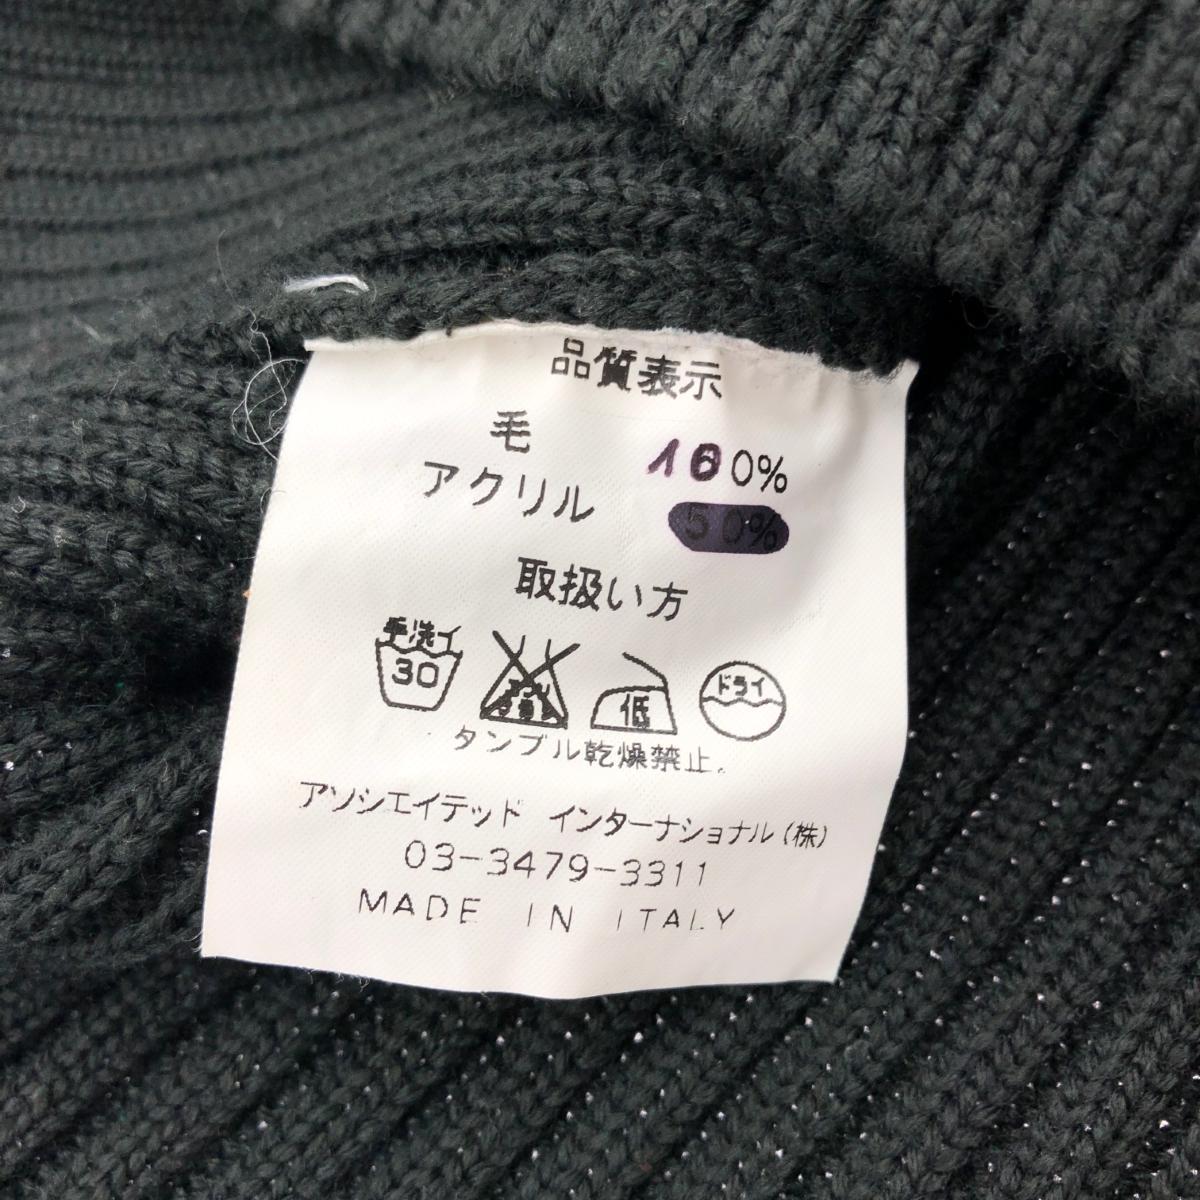 品質表示
毛 100%
アクリル 50%
取扱い方
手洗イ
30
低
ドライ
タンブル乾燥禁止.
アソシエイテッド インターナショナル(株)
03-3479-3311
MADE IN ITALY